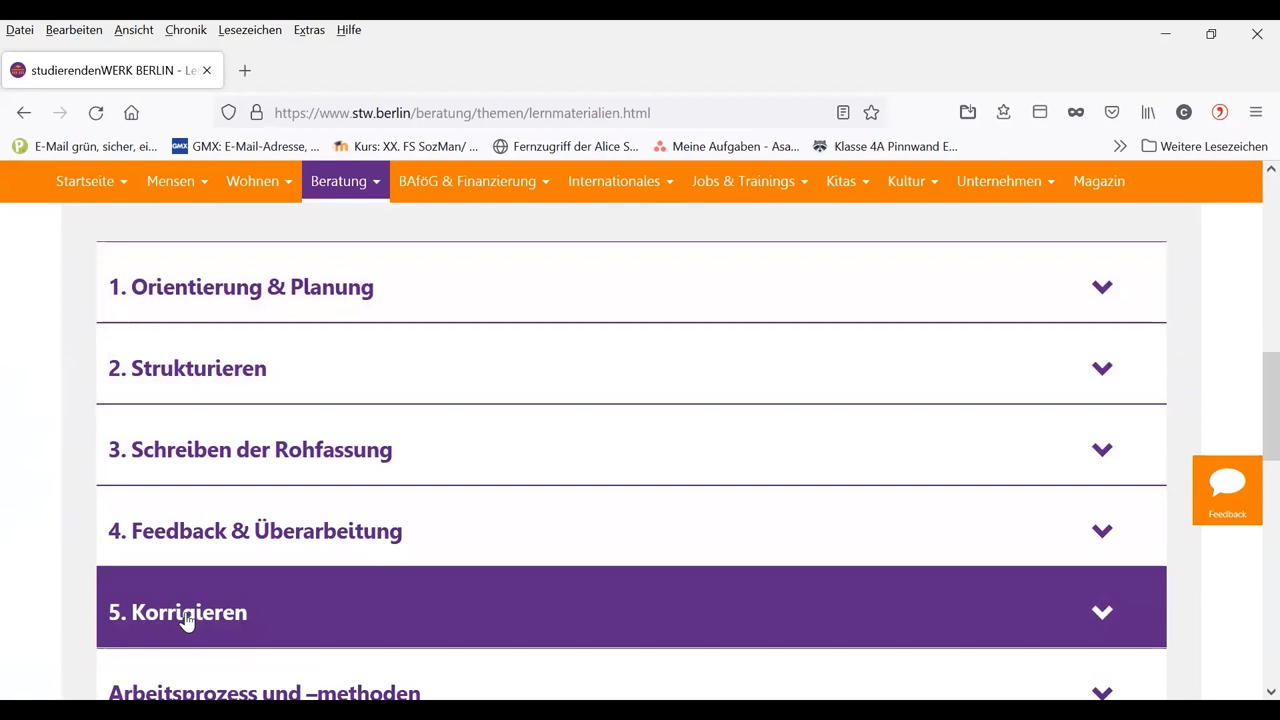 Datei Bearbeiten Ansicht Chronik Lesezeichen Extras Hilfe
studierendenWERK BERLIN - Le
https://www.stw.berlin/beratung/themen/lernmaterialien.html
E-Mail grün, sicher, ei... GMX: E-Mail-Adresse, ... Kurs: XX. FS SozMan/ ... Fernzugriff der Alice S... Meine Aufgaben - Asa... Klasse 4A Pinnwand E... Weitere Lesezeichen
Startseite Mensen Wohnen Beratung BAföG & Finanzierung Internationales Jobs & Trainings Kitas Kultur Unternehmen Magazin
1. Orientierung & Planung
2. Strukturieren
3. Schreiben der Rohfassung
Feedback
4. Feedback & Überarbeitung
5. Korrigieren
Arbeitsprozess und –methoden